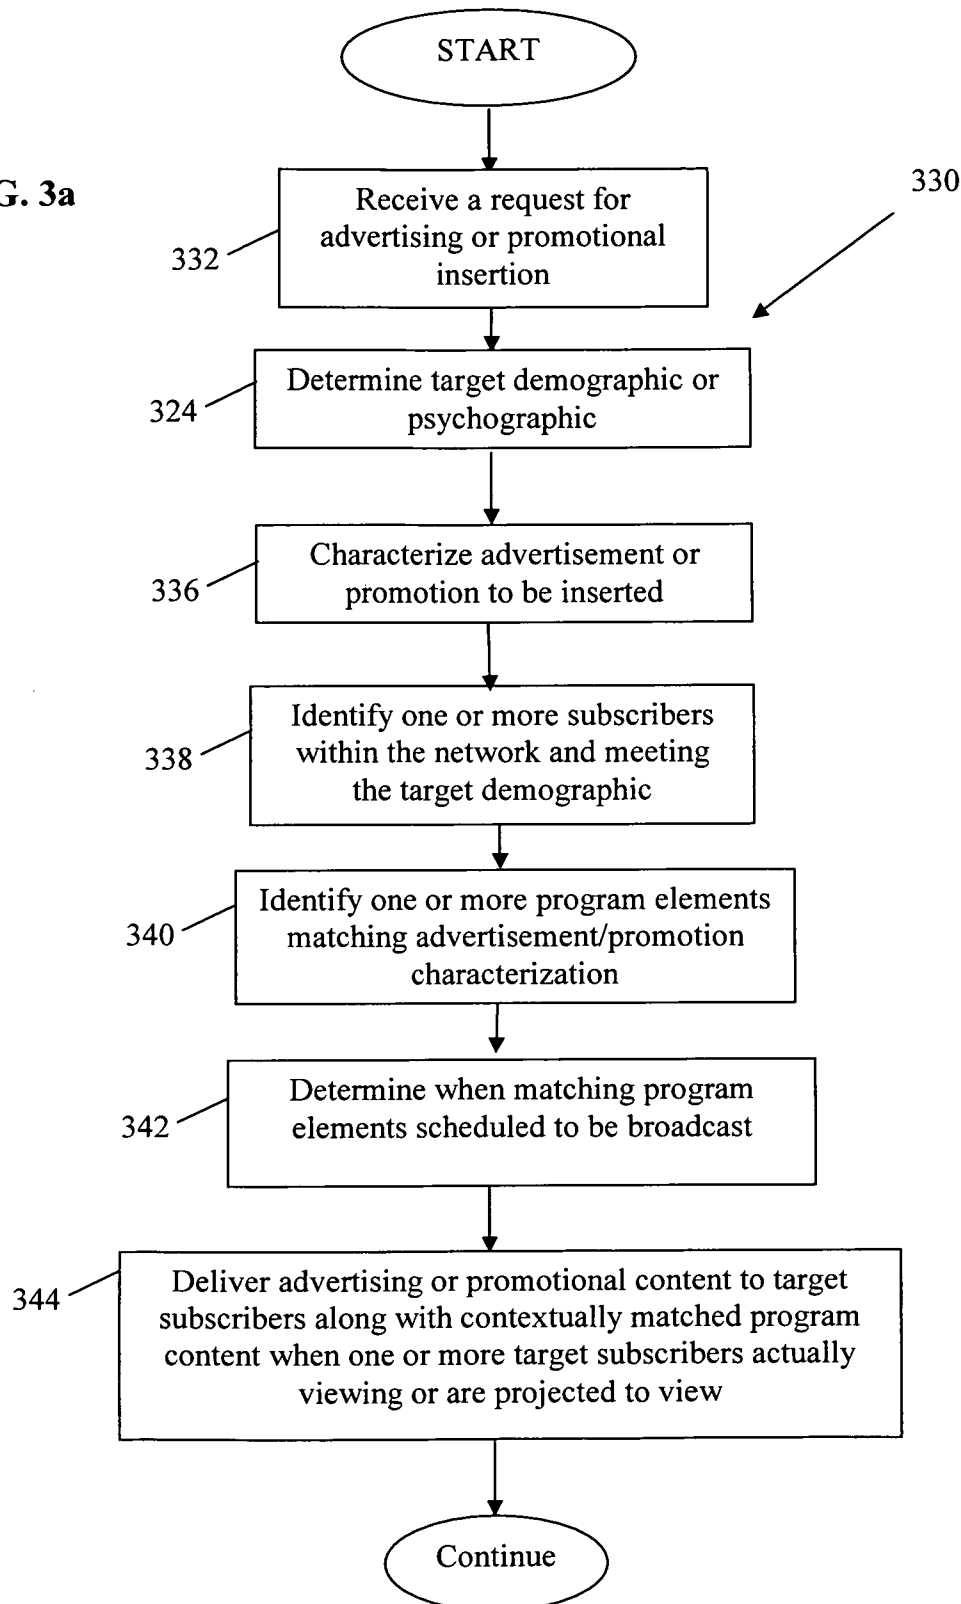 START
G. 3a
330
Receive a request for
advertising or promotional
insertion
332
Determine target demographic or
psychographic
324
Characterize advertisement or
promotion to be inserted
336
Identify one or more subscribers
within the network and meeting
the target demographic
338
Identify one or more program elements
matching advertisement/promotion
characterization
340
Determine when matching program
elements scheduled to be broadcast
342
Deliver advertising or promotional content to target
subscribers along with contextually matched program
content when one or more target subscribers actually
viewing or are projected to view
344
Continue